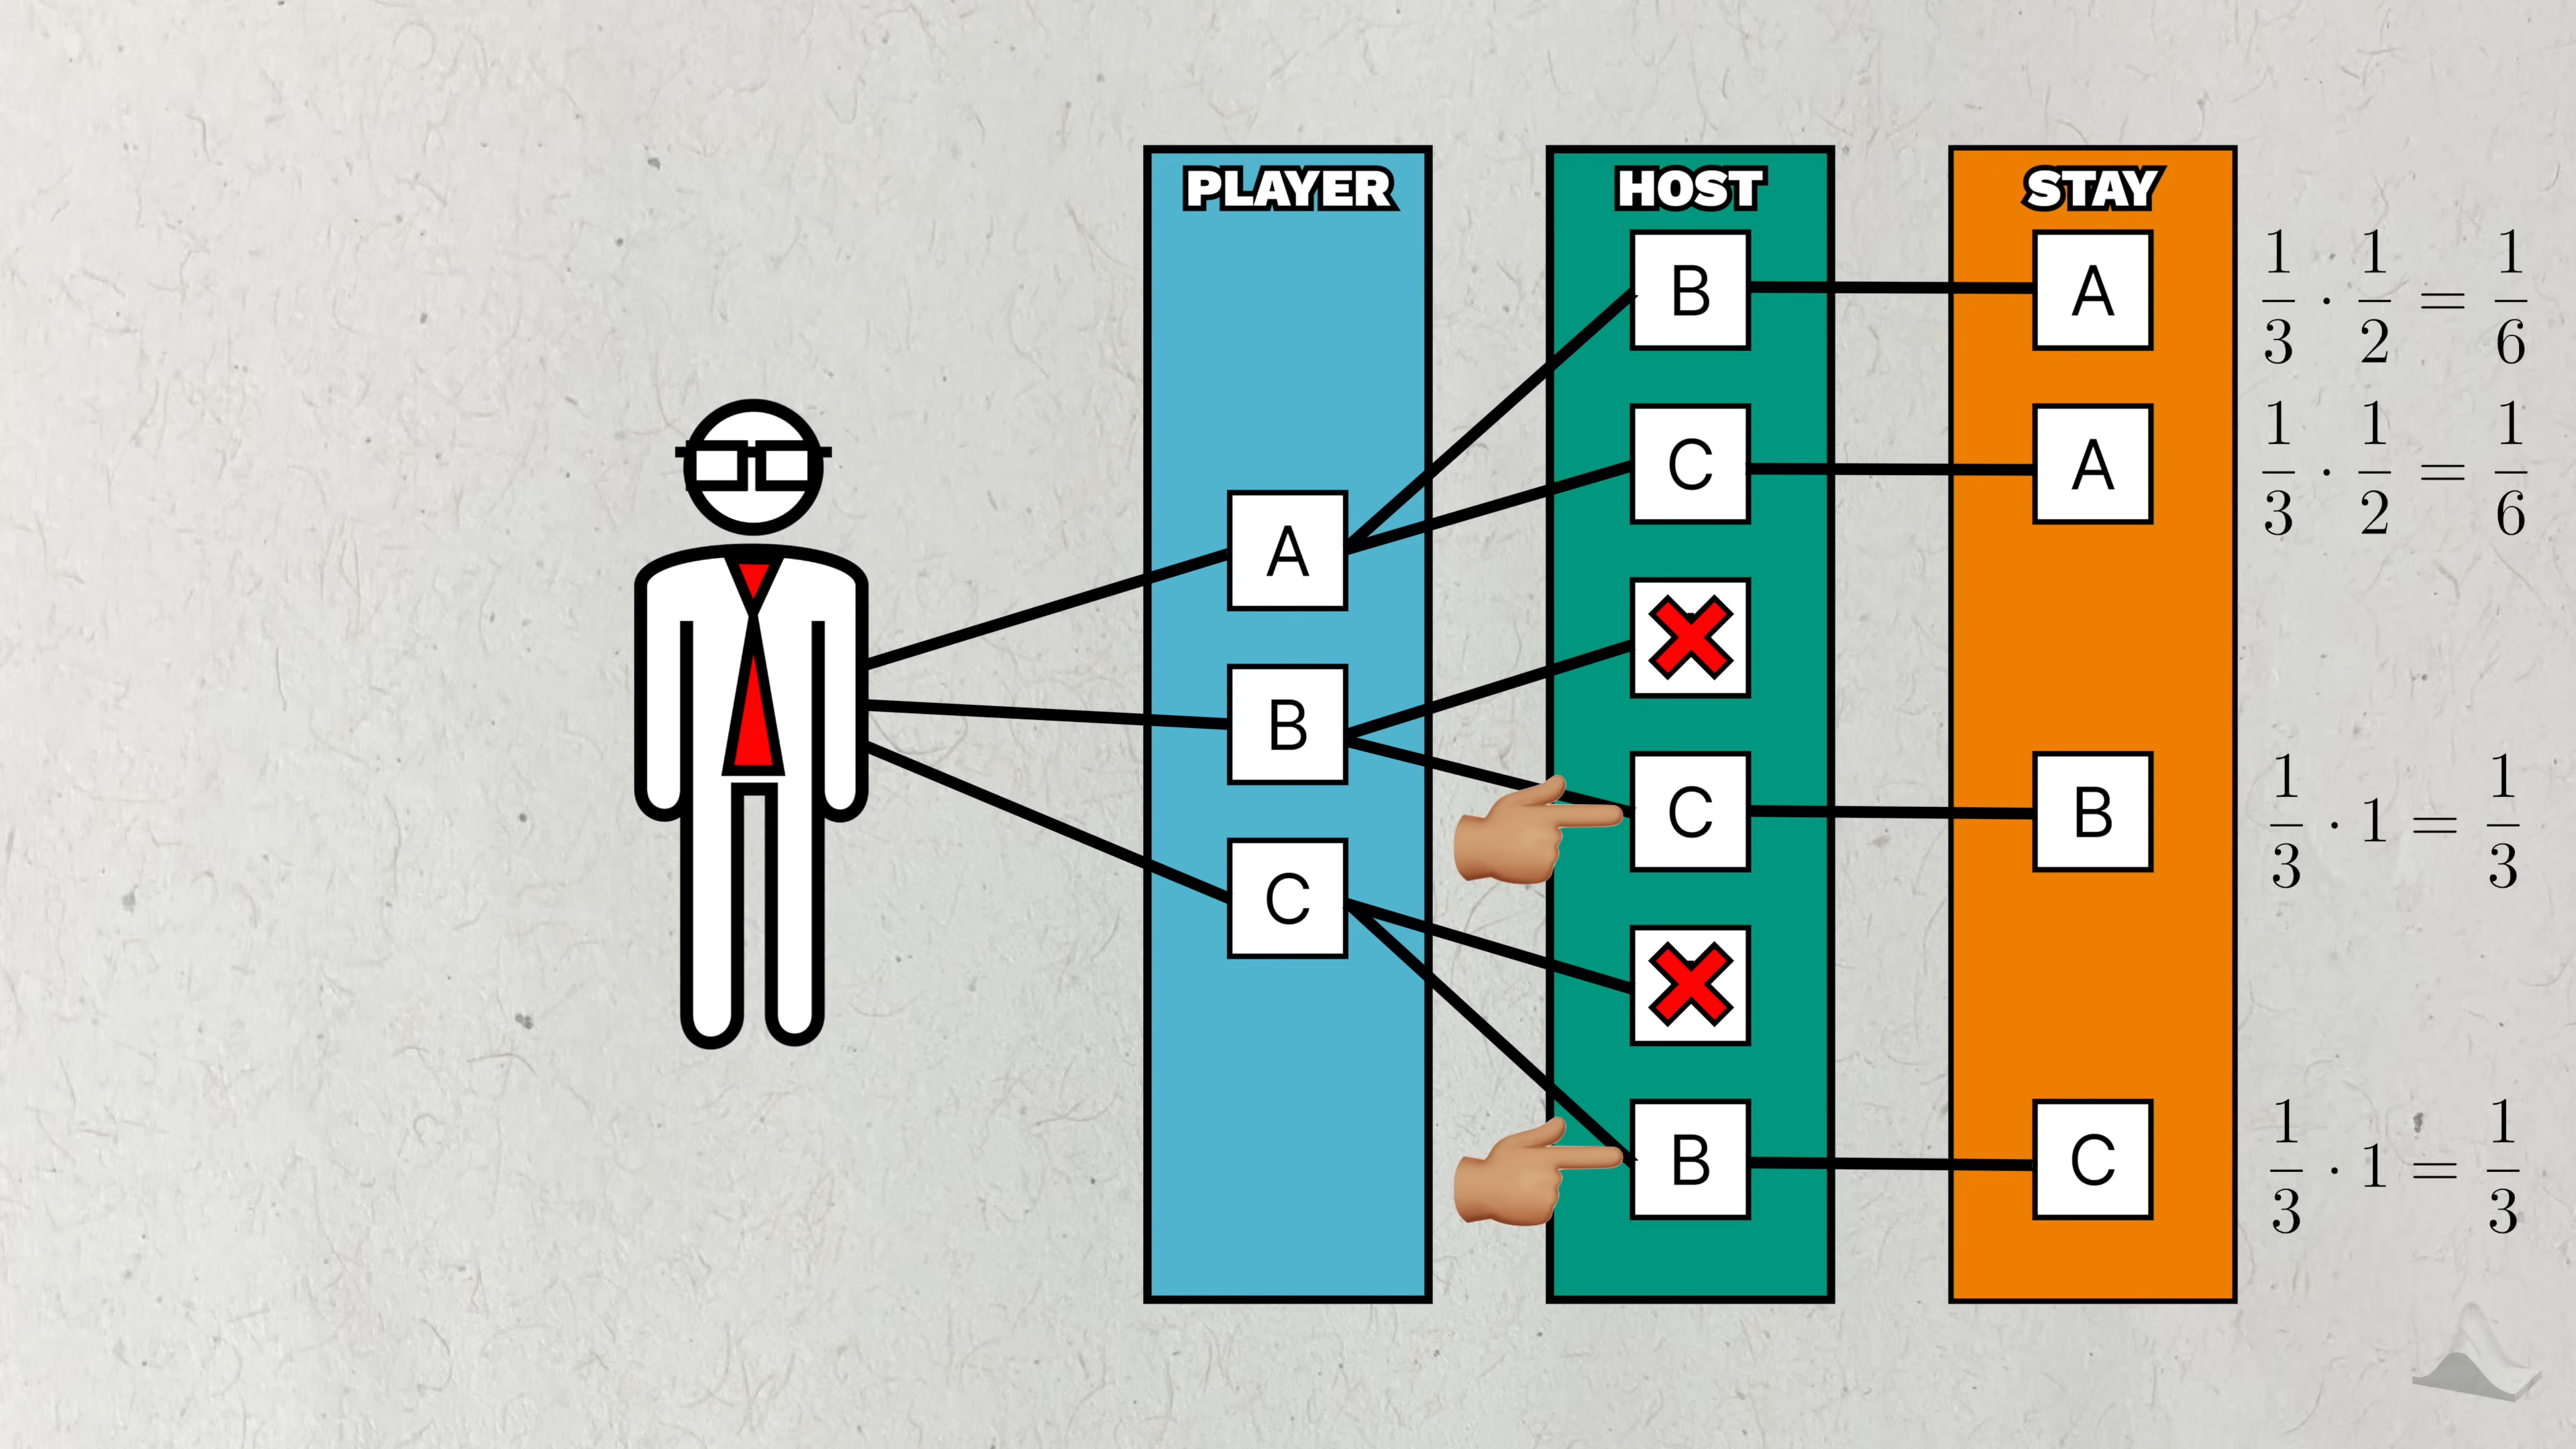 PLAYER
HOST
STAY
B
A
1/3 · 1/2 = 1/6
C
A
1/3 · 1/2 = 1/6
A
B
C
B
1/3 · 1 = 1/3
C
B
C
1/3 · 1 = 1/3